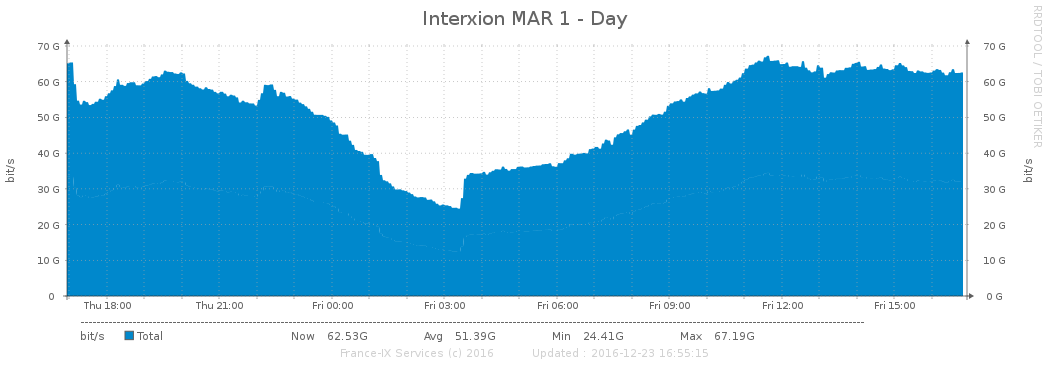 Interxion MAR 1 - Day
RRDTOOL / TOBI OETIKER
bit/s
bit/s
70 G 70 G
60 G 60 G
50 G 50 G
40 G 40 G
30 G 30 G
20 G 20 G
10 G 10 G
0 0 G
Thu 18:00 Thu 21:00 Fri 00:00 Fri 03:00 Fri 06:00 Fri 09:00 Fri 12:00 Fri 15:00
bit/s Total Now 62.53G Avg 51.39G Min 24.41G Max 67.19G
France-IX Services (c) 2016 Updated : 2016-12-23 16:55:15